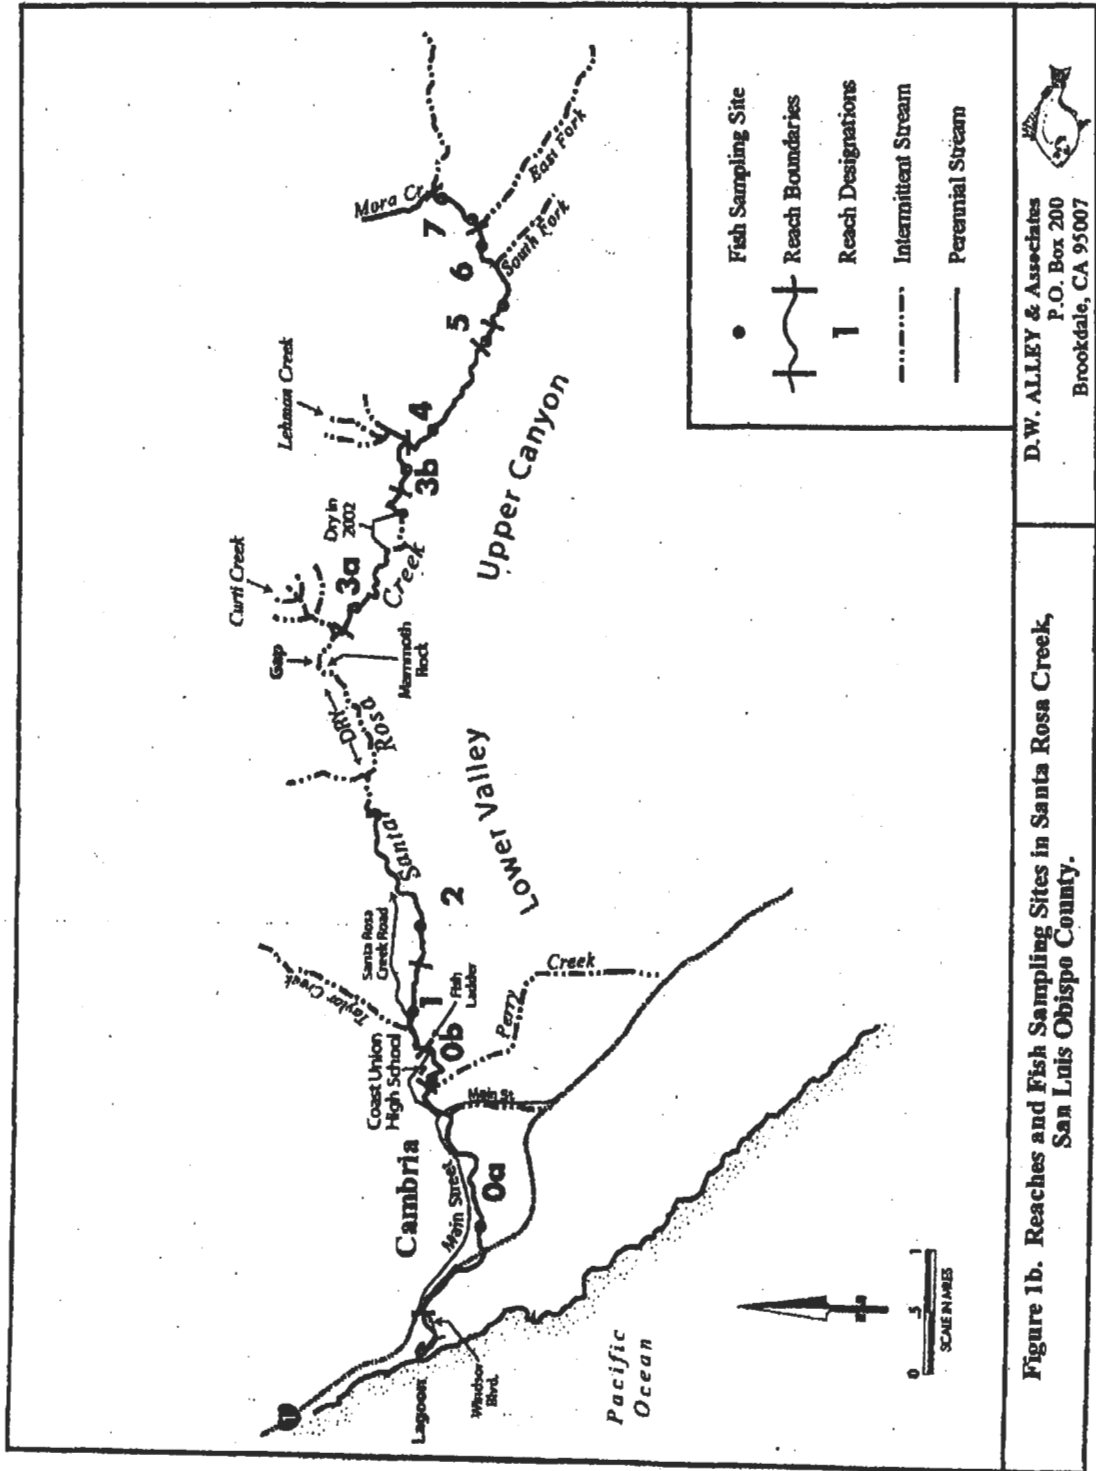 Mora Cr.
7
East Fork
South Fork
6
5
Lehman Creek
4
3b
Dry in
2002
Creek
Upper Canyon
Curti Creek
3a
Gap
Mammoth
Rock
DRY
Rosa
Santa
Lower Valley
2
Santa Rosa
Creek Road
Taylor Creek
1
Fish
Ladder
0b
Coast Union
High School
Perry
Creek
Cambria
Main Street
0a
1
Windsor
Blvd.
Lagoon
Pacific
Ocean
0 .5 1
SCALE IN MILES
Fish Sampling Site
Reach Boundaries
1
Reach Designations
Intermittent Stream
Perennial Stream
Figure 1b. Reaches and Fish Sampling Sites in Santa Rosa Creek,
San Luis Obispo County.
D.W. ALLEY & Associates
P.O. Box 200
Brookdale, CA 95007